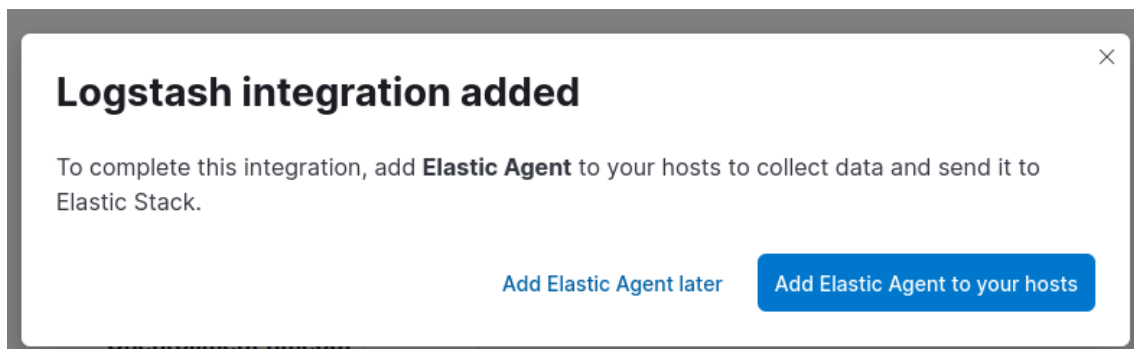 Logstash integration added
To complete this integration, add Elastic Agent to your hosts to collect data and send it to
Elastic Stack.
Add Elastic Agent later
Add Elastic Agent to your hosts